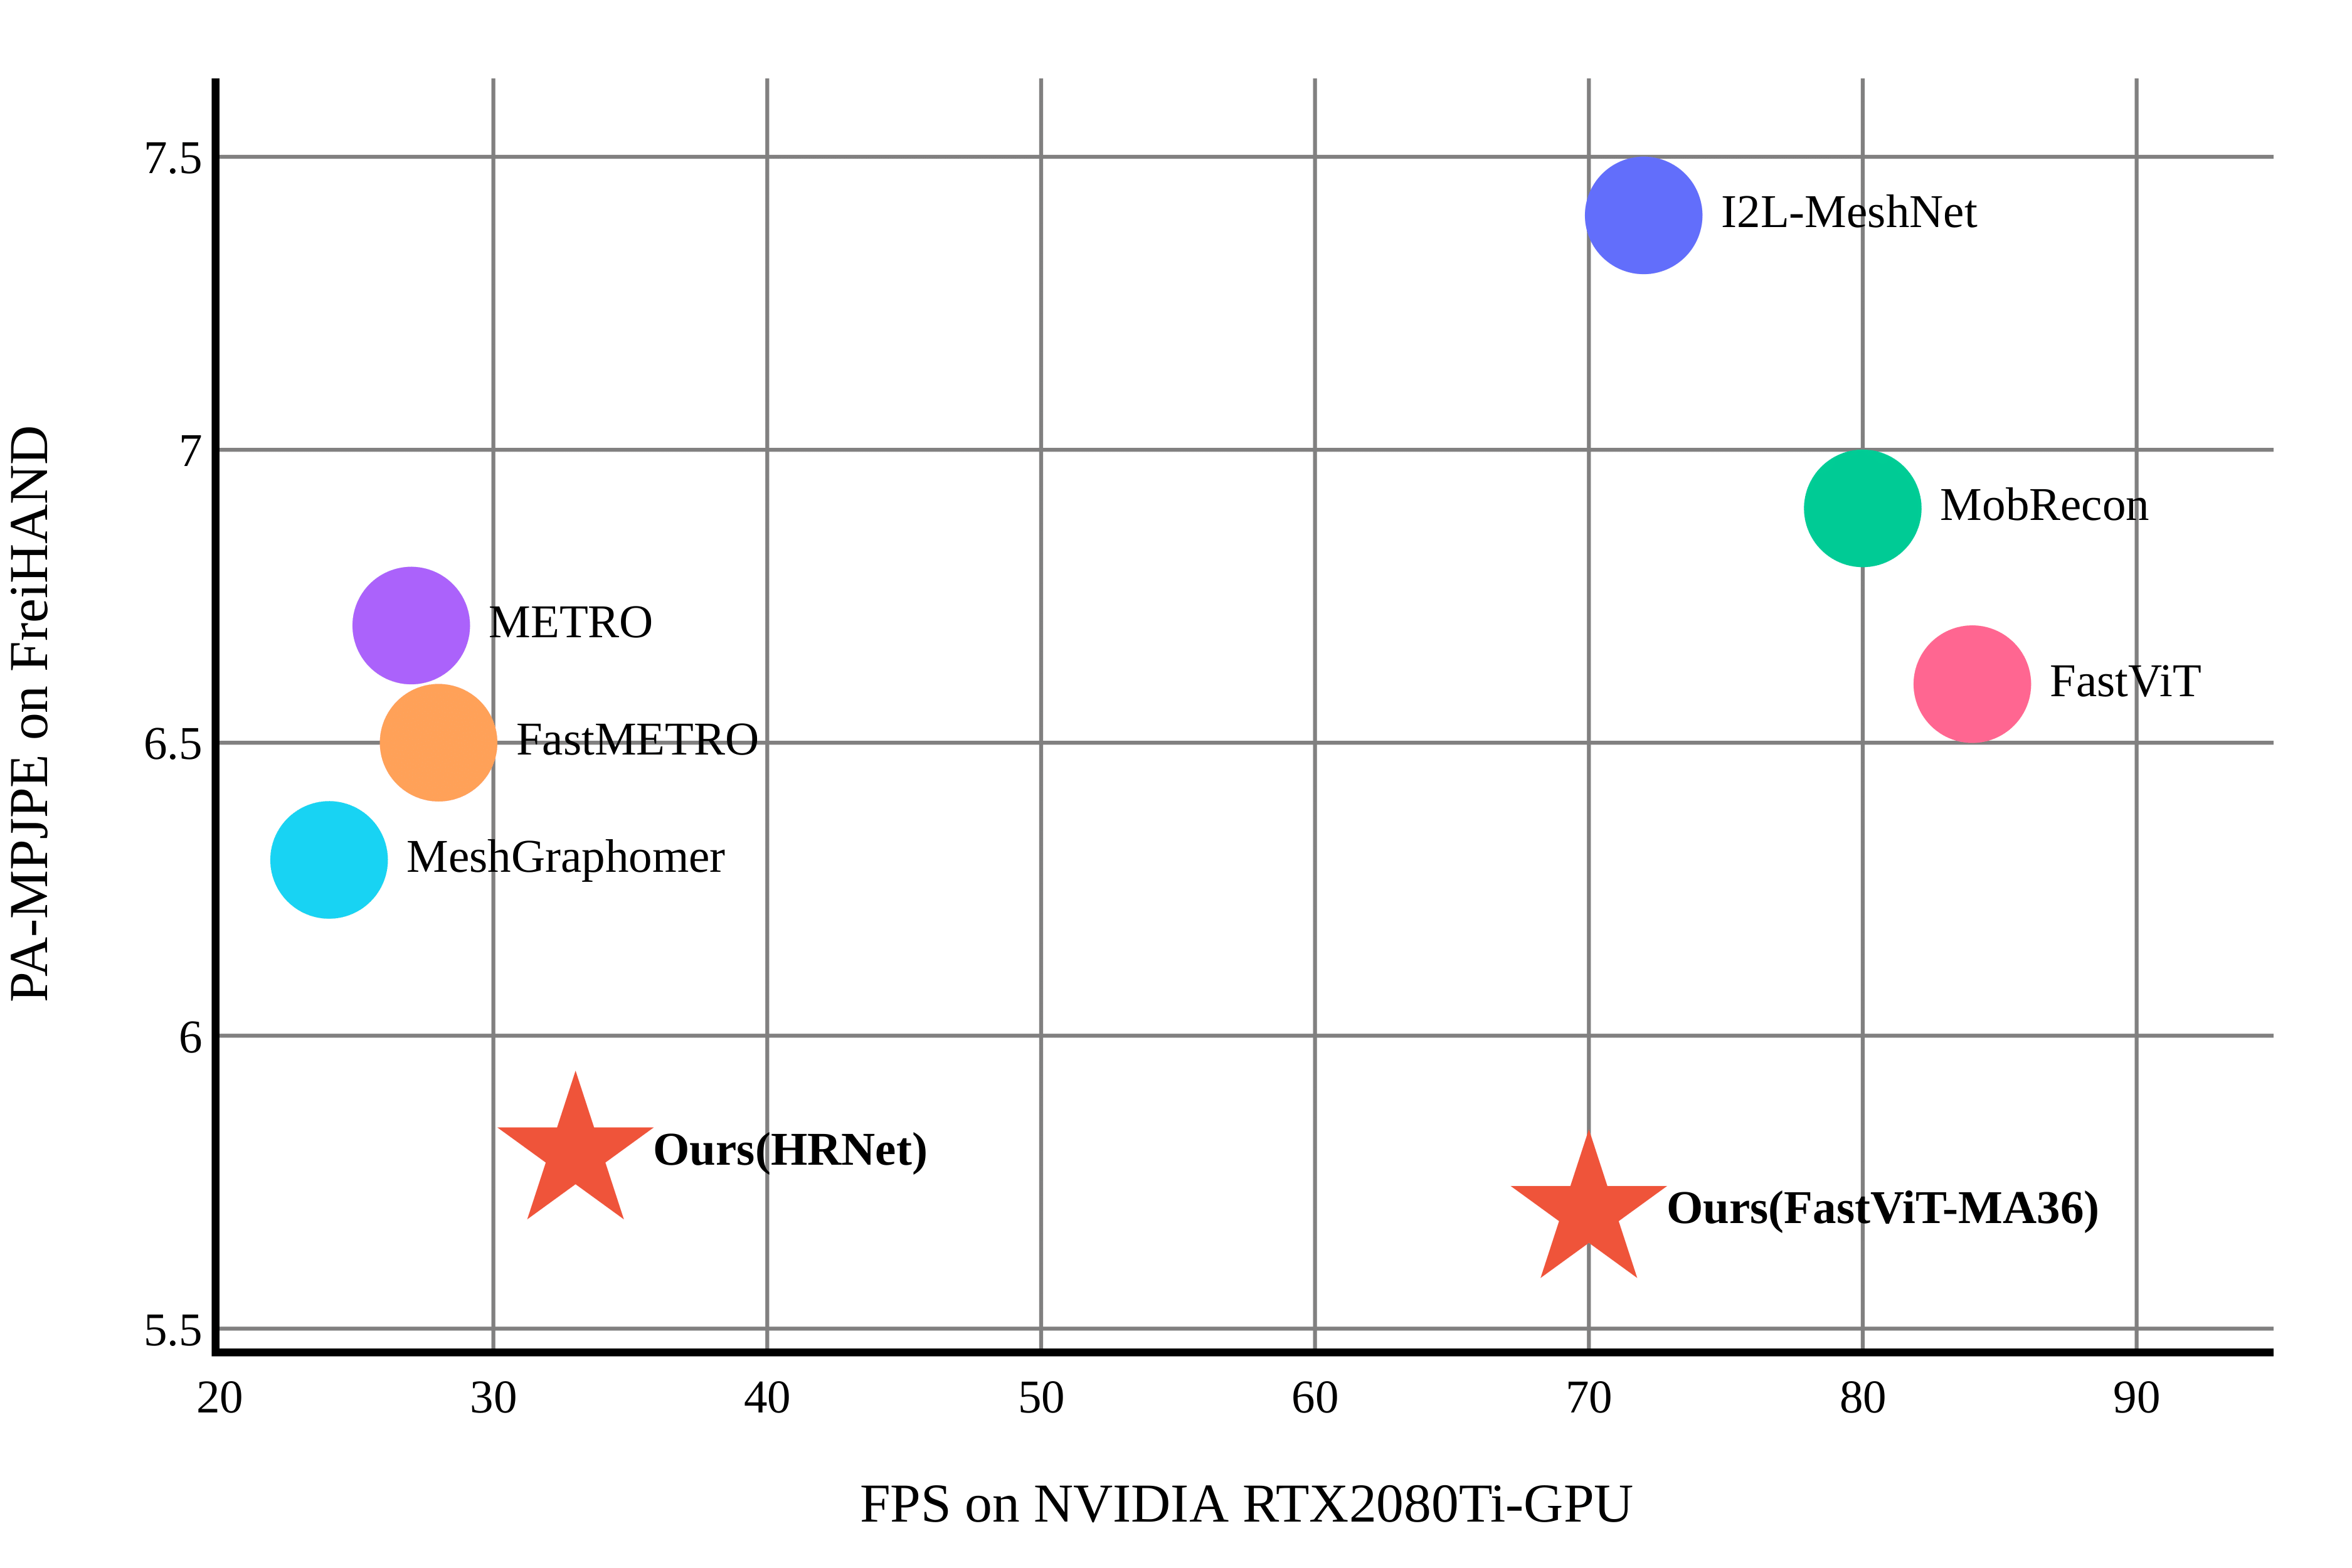 7.5
I2L-MeshNet
7
MobRecon
METRO
FastViT
6.5
FastMETRO
MeshGraphomer
6
Ours(HRNet)
Ours(FastViT-MA36)
5.5
20 30 40 50 60 70 80 90
FPS on NVIDIA RTX2080Ti-GPU
PA-MPJPE on FreiHAND